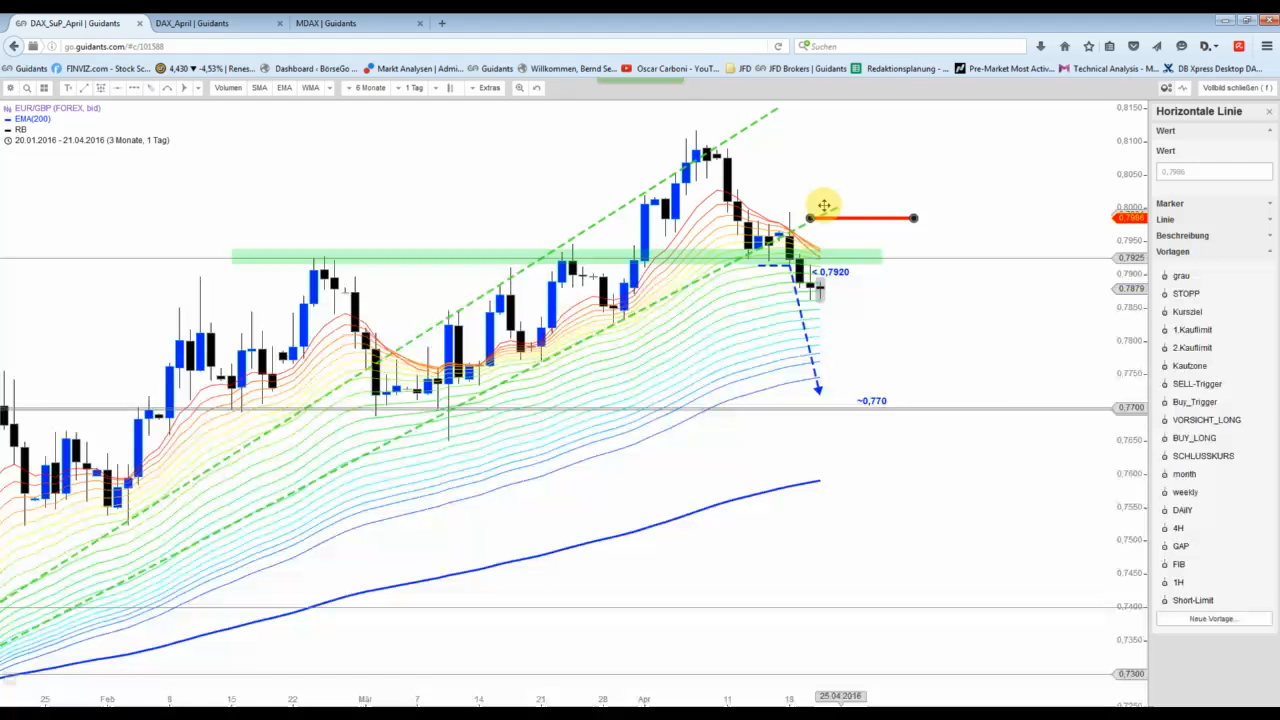 DAX_SuP_April | Guidants
DAX_April | Guidants
MDAX | Guidants
go.guidants.com/#c/101588
Suchen
Guidants
FINVIZ.com - Stock Sc...
4,430 ▾ -4,53% | Renes...
Dashboard - BörseGo ...
Markt Analysen | Admi...
Guidants
Willkommen, Bernd Se...
Oscar Carboni - YouT...
JFD
JFD Brokers | Guidants
Redaktionsplanung - ...
Pre-Market Most Activ...
Technical Analysis - M...
DB Xpress Desktop DA...
Volumen
SMA
EMA
WMA
6 Monate
1 Tag
Extras
Vollbild schließen ( f )
EUR/GBP (FOREX, bid)
EMA(200)
RB
20.01.2016 - 21.04.2016 (3 Monate, 1 Tag)
< 0,7920
~0,770
0,8150
0,8100
0,8050
0,8000
0,7986
0,7950
0,7925
0,7900
0,7879
0,7850
0,7800
0,7750
0,7700
0,7650
0,7600
0,7550
0,7500
0,7450
0,7400
0,7350
0,7300
25
Feb
8
15
22
Mär
7
14
21
28
Apr
11
18
25.04.2016
Horizontale Linie
Wert
Wert
0,7986
Marker
Linie
Beschreibung
Vorlagen
grau
STOPP
Kursziel
1.Kauflimit
2.Kauflimit
Kaufzone
SELL-Trigger
Buy_Trigger
VORSICHT_LONG
BUY_LONG
SCHLUSSKURS
month
weekly
DAilY
4H
GAP
FIB
1H
Short-Limit
Neue Vorlage...